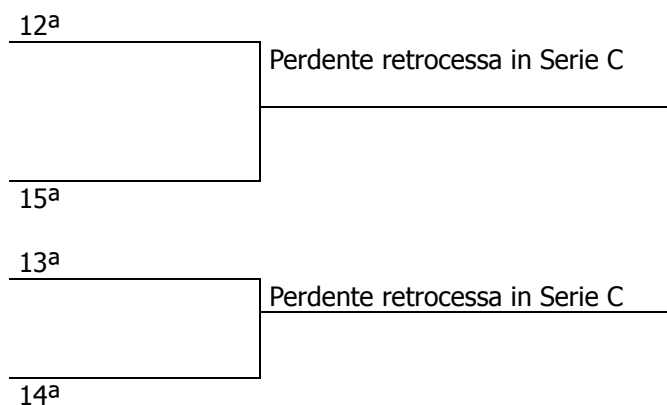 12ª
Perdente retrocessa in Serie C
15ª
13ª
Perdente retrocessa in Serie C
14ª